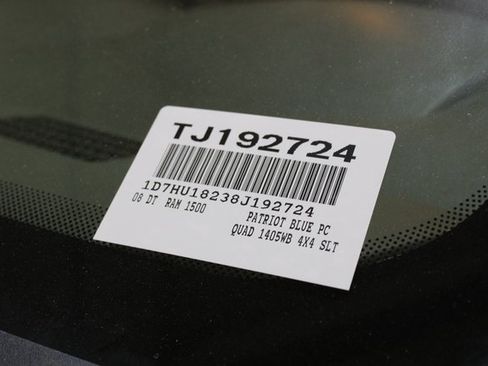 TJ192724
1D7HU18238J192724
08 DT RAM 1500
PATRIOT BLUE PC
QUAD 1405WB 4X4 SLT